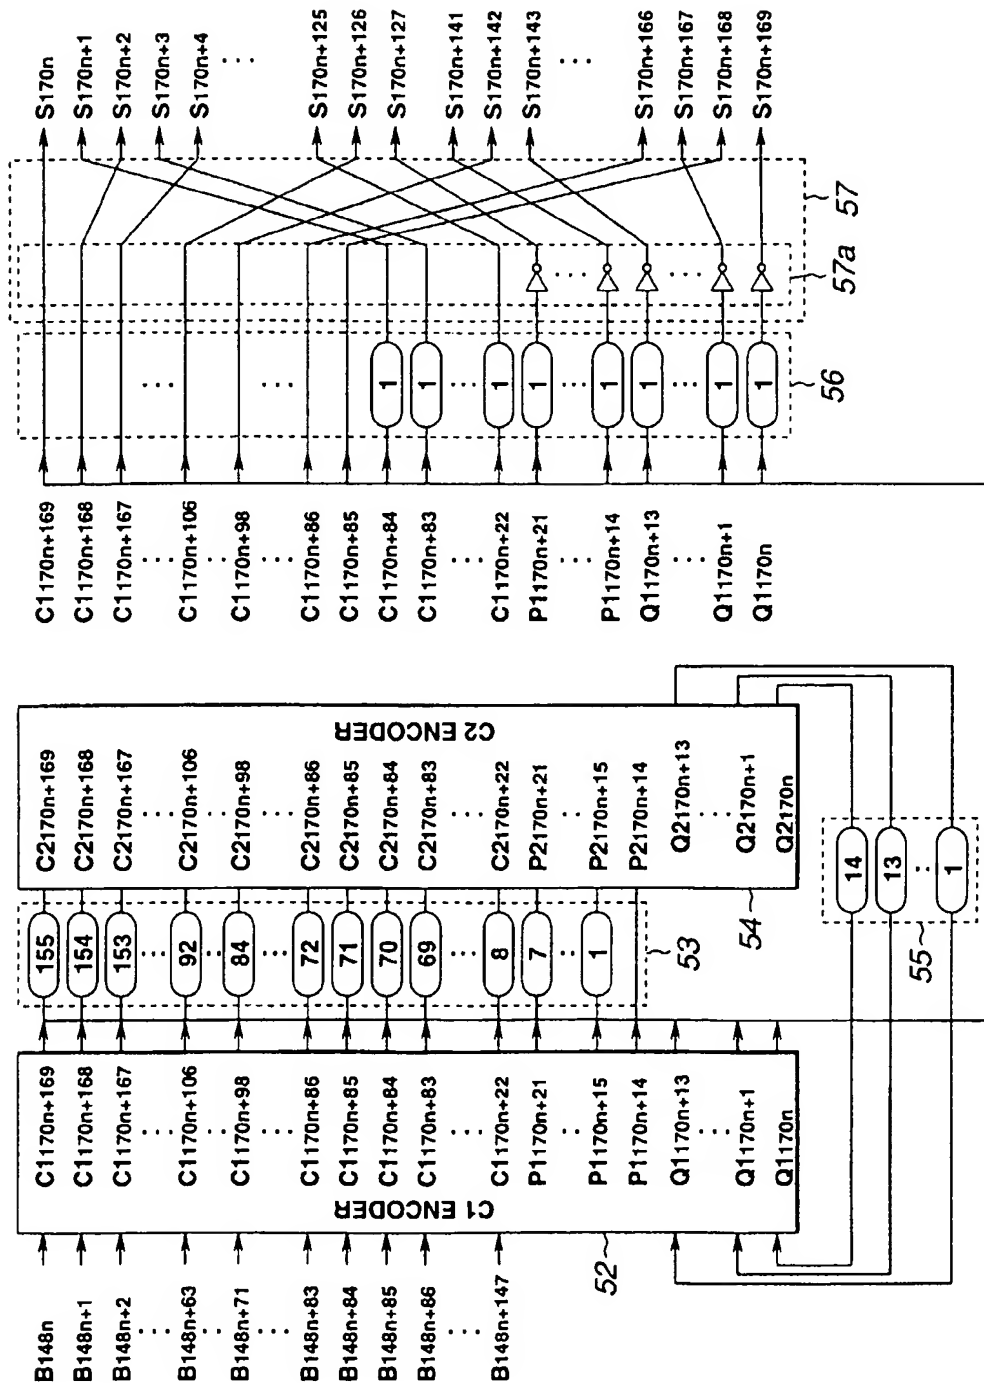 B148n
B148n+1
B148n+2
B148n+63
B148n+71
B148n+83
B148n+84
B148n+85
B148n+86
B148n+147
C1 ENCODER
C1170n+169
C1170n+168
C1170n+167
C1170n+106
C1170n+98
C1170n+86
C1170n+85
C1170n+84
C1170n+83
C1170n+22
P1170n+21
P1170n+15
P1170n+14
Q1170n+13
Q1170n+1
Q1170n
52
155
154
153
92
84
72
71
70
69
8
7
1
53
C2 ENCODER
C2170n+169
C2170n+168
C2170n+167
C2170n+106
C2170n+98
C2170n+86
C2170n+85
C2170n+84
C2170n+83
C2170n+22
P2170n+21
P2170n+15
P2170n+14
Q2170n+13
Q2170n+1
Q2170n
54
14
13
1
55
C1170n+169
C1170n+168
C1170n+167
C1170n+106
C1170n+98
C1170n+86
C1170n+85
C1170n+84
C1170n+83
C1170n+22
P1170n+21
P1170n+14
Q1170n+13
Q1170n+1
Q1170n
1
1
1
1
1
1
1
1
56
57a
57
S170n
S170n+1
S170n+2
S170n+3
S170n+4
S170n+125
S170n+126
S170n+127
S170n+141
S170n+142
S170n+143
S170n+166
S170n+167
S170n+168
S170n+169